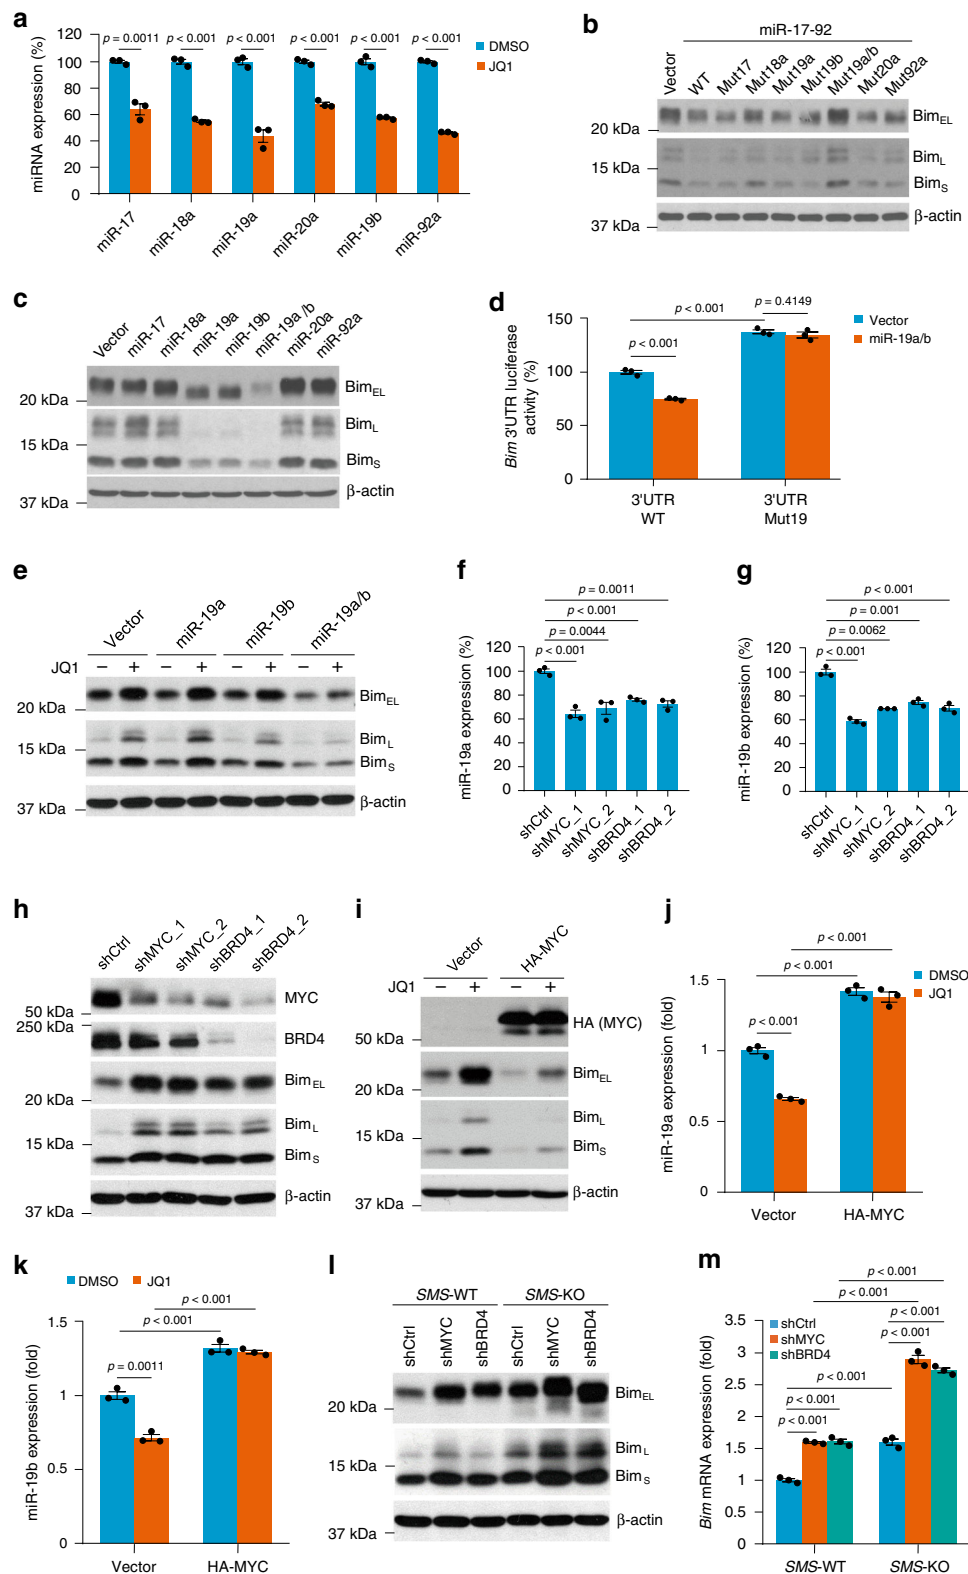 a
miRNA expression (%)
120
100
80
60
40
20
0
p = 0.0011
p < 0.001
p < 0.001
p < 0.001
p < 0.001
p < 0.001
DMSO
JQ1
miR-17
miR-18a
miR-19a
miR-20a
miR-19b
miR-92a
b
miR-17-92
Vector
WT
Mut17
Mut18a
Mut19a
Mut19b
Mut19a/b
Mut20a
Mut92a
20 kDa
15 kDa
37 kDa
BimEL
BimL
BimS
β-actin
c
Vector
miR-17
miR-18a
miR-19a
miR-19b
miR-19a /b
miR-20a
miR-92a
20 kDa
15 kDa
37 kDa
BimEL
BimL
BimS
β-actin
d
Bim 3'UTR luciferase
activity (%)
150
100
50
0
p < 0.001
p < 0.001
p = 0.4149
Vector
miR-19a/b
3'UTR
WT
3'UTR
Mut19
e
Vector
miR-19a
miR-19b
miR-19a/b
JQ1 − + − + − + − +
20 kDa
15 kDa
37 kDa
BimEL
BimL
BimS
β-actin
f
miR-19a expression (%)
p = 0.0011
p < 0.001
p = 0.0044
p < 0.001
120
100
80
60
40
20
0
shCtrl
shMYC_1
shMYC_2
shBRD4_1
shBRD4_2
g
miR-19b expression (%)
p < 0.001
p = 0.001
p = 0.0062
p < 0.001
120
100
80
60
40
20
0
shCtrl
shMYC_1
shMYC_2
shBRD4_1
shBRD4_2
h
shCtrl
shMYC_1
shMYC_2
shBRD4_1
shBRD4_2
50 kDa
250 kDa
20 kDa
15 kDa
37 kDa
MYC
BRD4
BimEL
BimL
BimS
β-actin
i
Vector
HA-MYC
JQ1 − + − +
50 kDa
20 kDa
15 kDa
37 kDa
HA (MYC)
BimEL
BimL
BimS
β-actin
j
miR-19a expression (fold)
1.5
1
0.5
0
p < 0.001
p < 0.001
p < 0.001
DMSO
JQ1
Vector
HA-MYC
k
DMSO
JQ1
miR-19b expression (fold)
1.5
1
0.5
0
p < 0.001
p < 0.001
p = 0.0011
Vector
HA-MYC
l
SMS-WT
SMS-KO
shCtrl
shMYC
shBRD4
shCtrl
shMYC
shBRD4
20 kDa
15 kDa
37 kDa
BimEL
BimL
BimS
β-actin
m
Bim mRNA expression (fold)
3.5
3
2.5
2
1.5
1
0
shCtrl
shMYC
shBRD4
p < 0.001
p < 0.001
p < 0.001
p < 0.001
p < 0.001
p < 0.001
p < 0.001
SMS-WT
SMS-KO